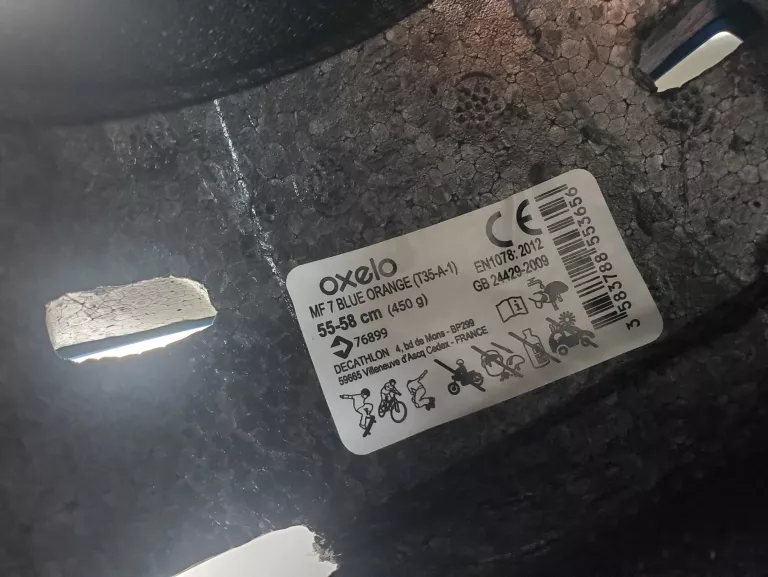 oxelo
MF 7 BLUE ORANGE (T35-A-1)
55-58 cm (450 g)
76899
DECATHLON 4, bd de Mons - BP299
59665 Villeneuve d'Ascq Cedex - FRANCE
CE
EN1078: 2012
GB 24429-2009
3 583788 553656